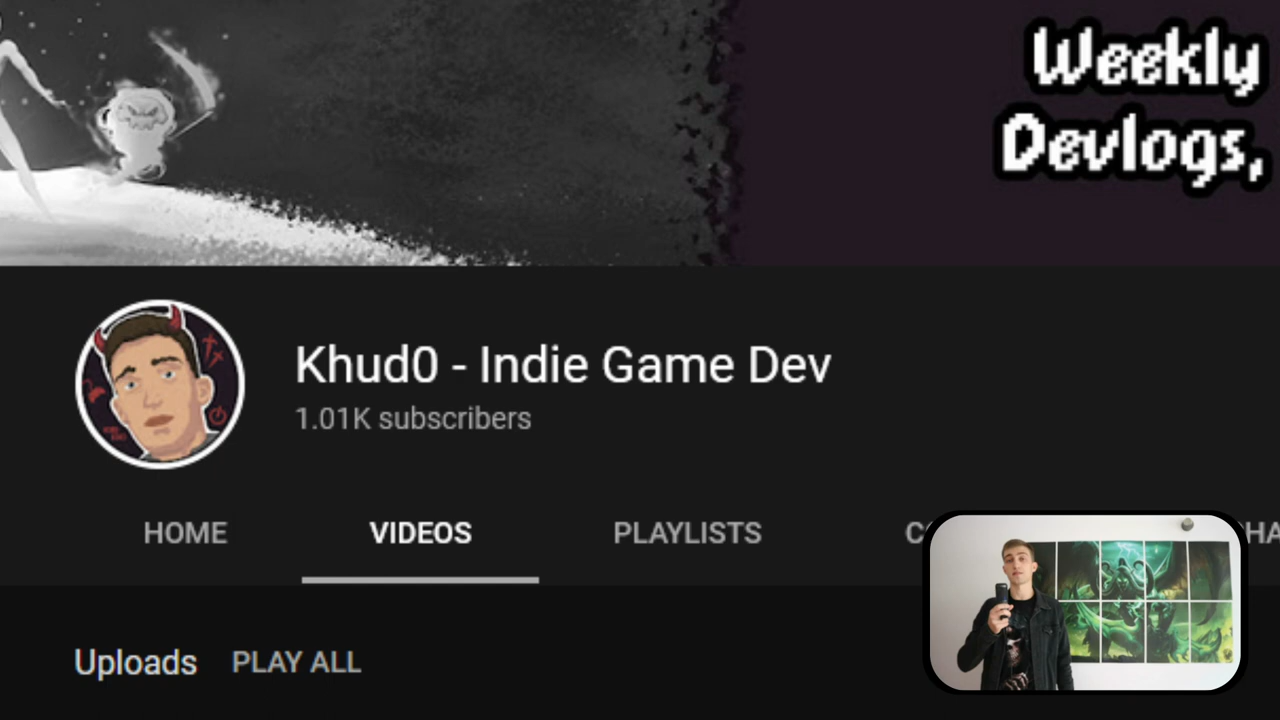 Weekly
Devlogs,
Khud0 - Indie Game Dev
1.01K subscribers
HOME
VIDEOS
PLAYLISTS
Uploads
PLAY ALL